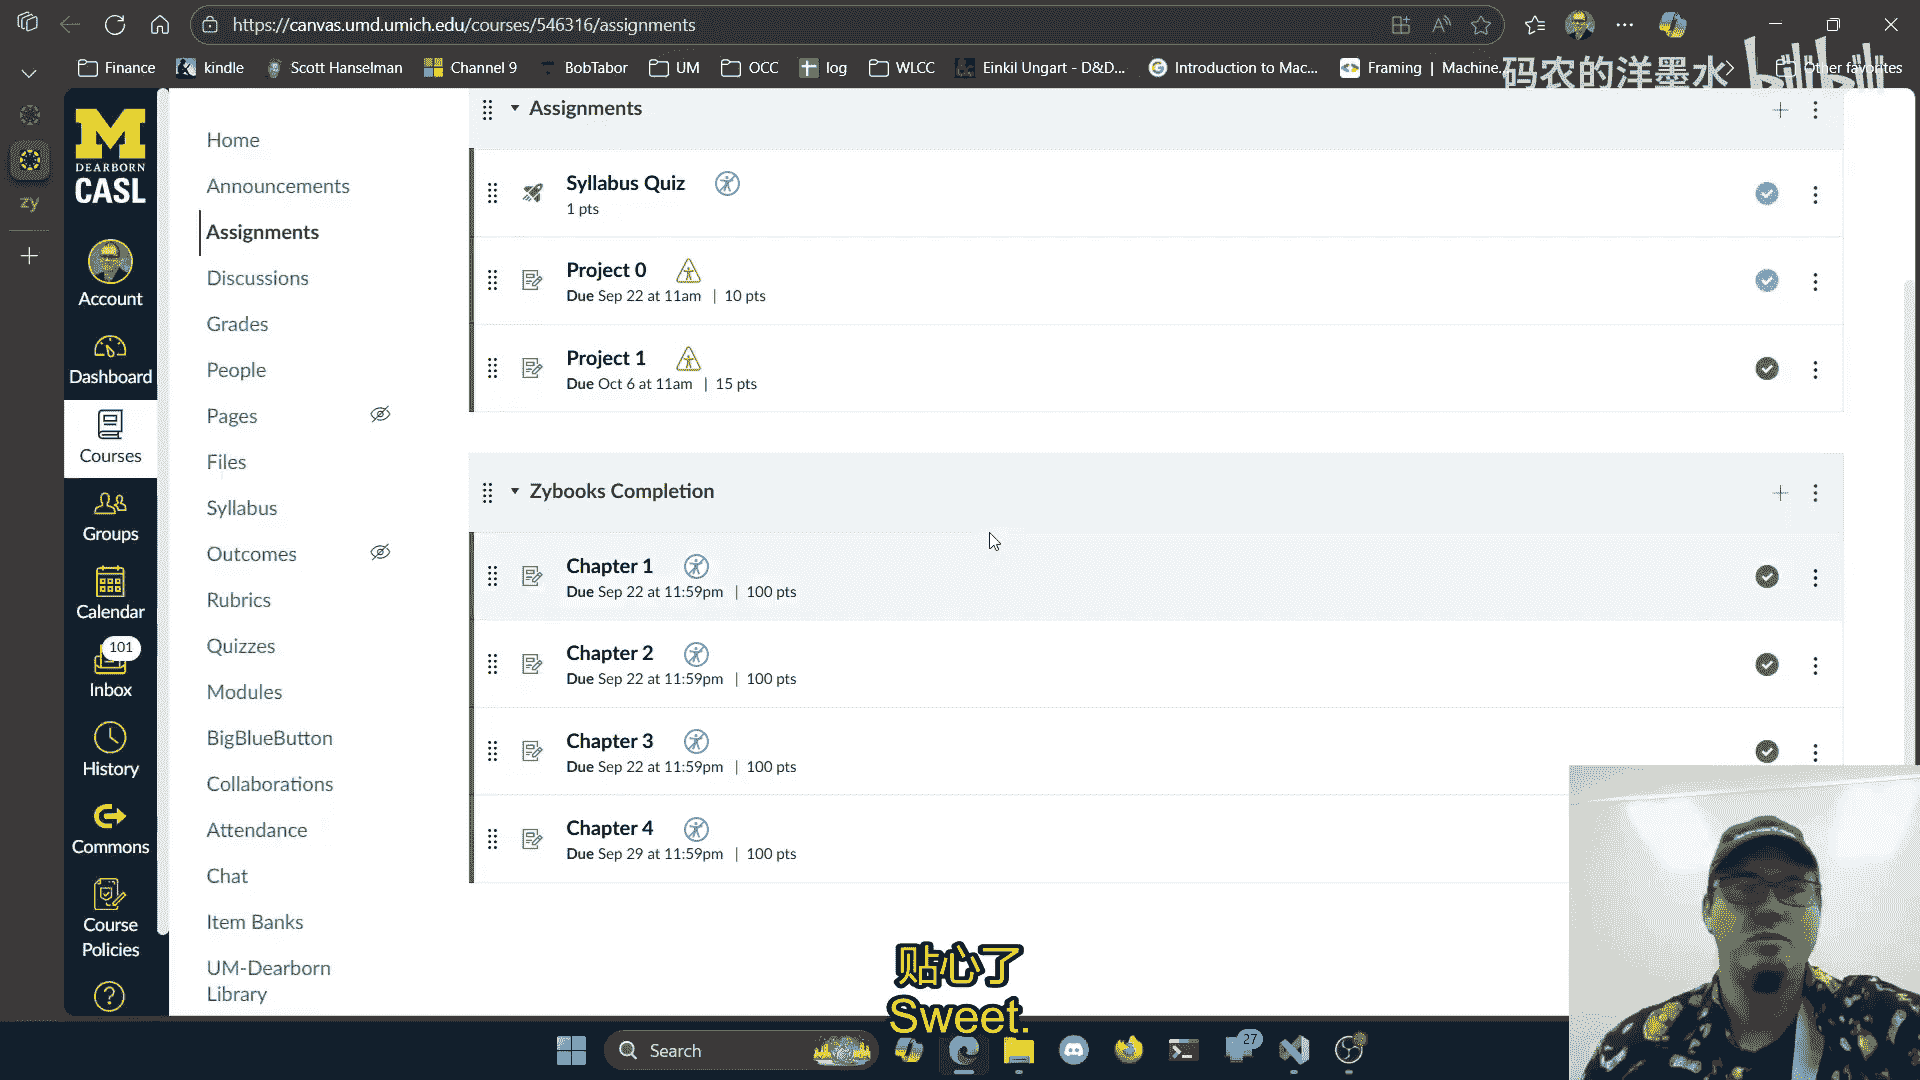 https://canvas.umd.umich.edu/courses/546316/assignments
Finance
kindle
Scott Hanselman
Channel 9
BobTabor
UM
OCC
log
WLCC
Einkil Ungart - D&D...
Introduction to Mac...
Framing | Machine...
Other favorites
码农的洋墨水
bilibili
M
DEARBORN
CASL
zy
Account
Dashboard
Courses
Groups
Calendar
101
Inbox
History
Commons
Course
Policies
Home
Announcements
Assignments
Discussions
Grades
People
Pages
Files
Syllabus
Outcomes
Rubrics
Quizzes
Modules
BigBlueButton
Collaborations
Attendance
Chat
Item Banks
UM-Dearborn
Library
Assignments
Syllabus Quiz
1 pts
Project 0
Due Sep 22 at 11am | 10 pts
Project 1
Due Oct 6 at 11am | 15 pts
Zybooks Completion
Chapter 1
Due Sep 22 at 11:59pm | 100 pts
Chapter 2
Due Sep 22 at 11:59pm | 100 pts
Chapter 3
Due Sep 22 at 11:59pm | 100 pts
Chapter 4
Due Sep 29 at 11:59pm | 100 pts
贴心了
Sweet.
Search
27